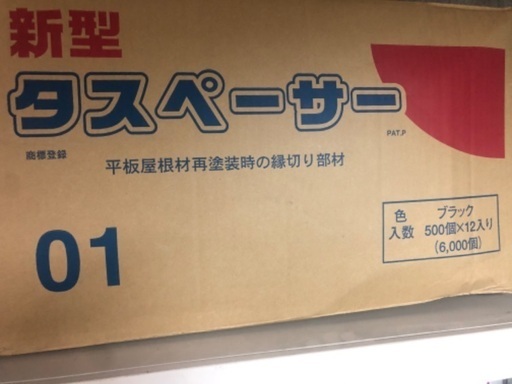 新型
タスペーサー
PAT.P
商標登録
平板屋根材再塗装時の縁切り部材
01
色 ブラック
入数 500個×12入り
(6,000個)